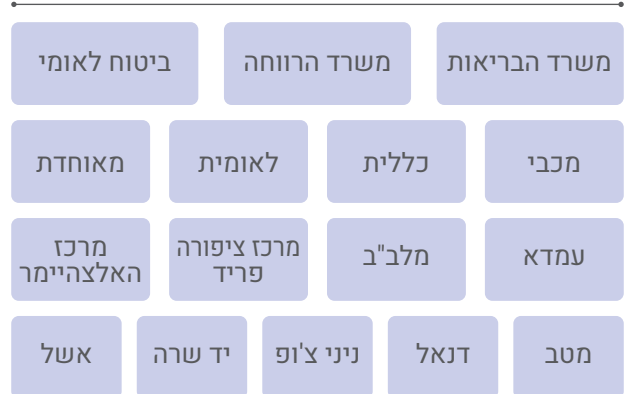 משרד הבריאות
משרד הרווחה
ביטוח לאומי
מכבי
כללית
לאומית
מאוחדת
עמדא
מלב"ב
מרכז ציפורה
פריד
מרכז
האלצהיימר
מטב
דנאל
ניני צ'ופ
יד שרה
אשל